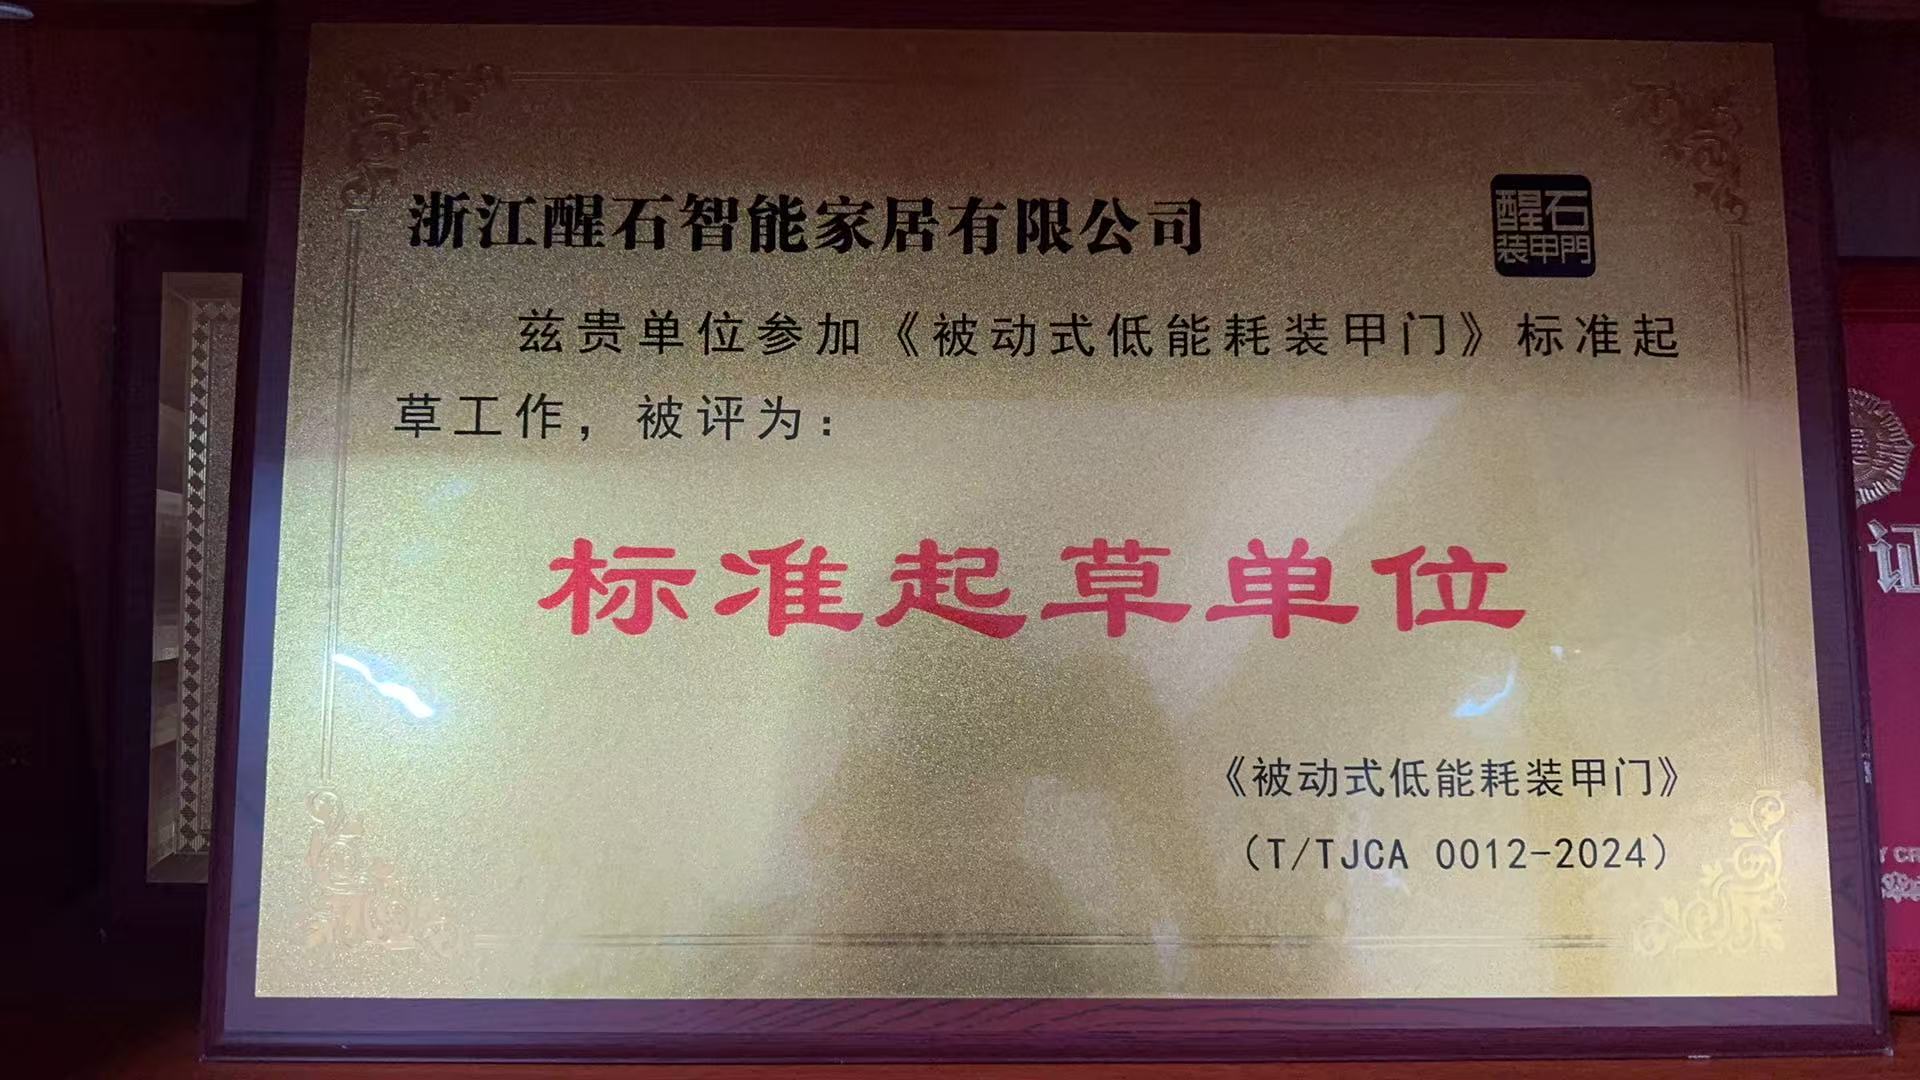 浙江醒石智能家居有限公司
醒石
装甲門
兹贵单位参加《被动式低能耗装甲门》标准起
草工作，被评为：
标准起草单位
《被动式低能耗装甲门》
（T/TJCA 0012-2024）
证
Y CR